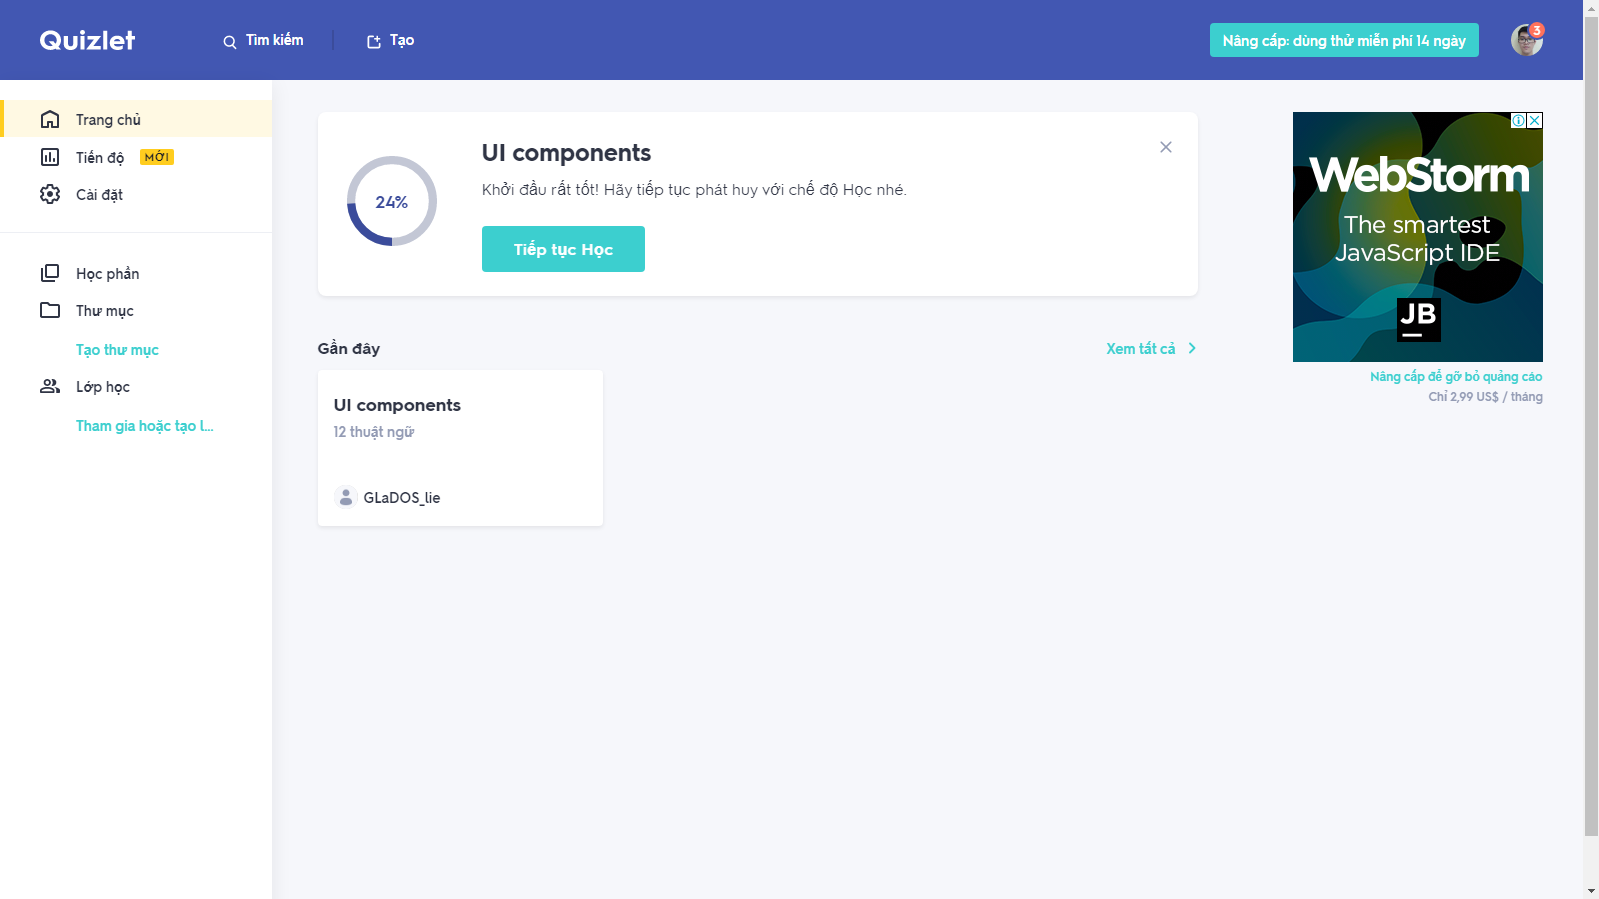 Quizlet
Tìm kiếm
Tạo
Nâng cấp: dùng thử miễn phí 14 ngày
3
Trang chủ
Tiến độ MỚI
Cài đặt
Học phần
Thư mục
Tạo thư mục
Lớp học
Tham gia hoặc tạo l...
24%
UI components
Khởi đầu rất tốt! Hãy tiếp tục phát huy với chế độ Học nhé.
Tiếp tục Học
Gần đây
Xem tất cả
UI components
12 thuật ngữ
GLaDOS_lie
WebStorm
The smartest
JavaScript IDE
JB
Nâng cấp để gỡ bỏ quảng cáo
Chỉ 2,99 US$ / tháng